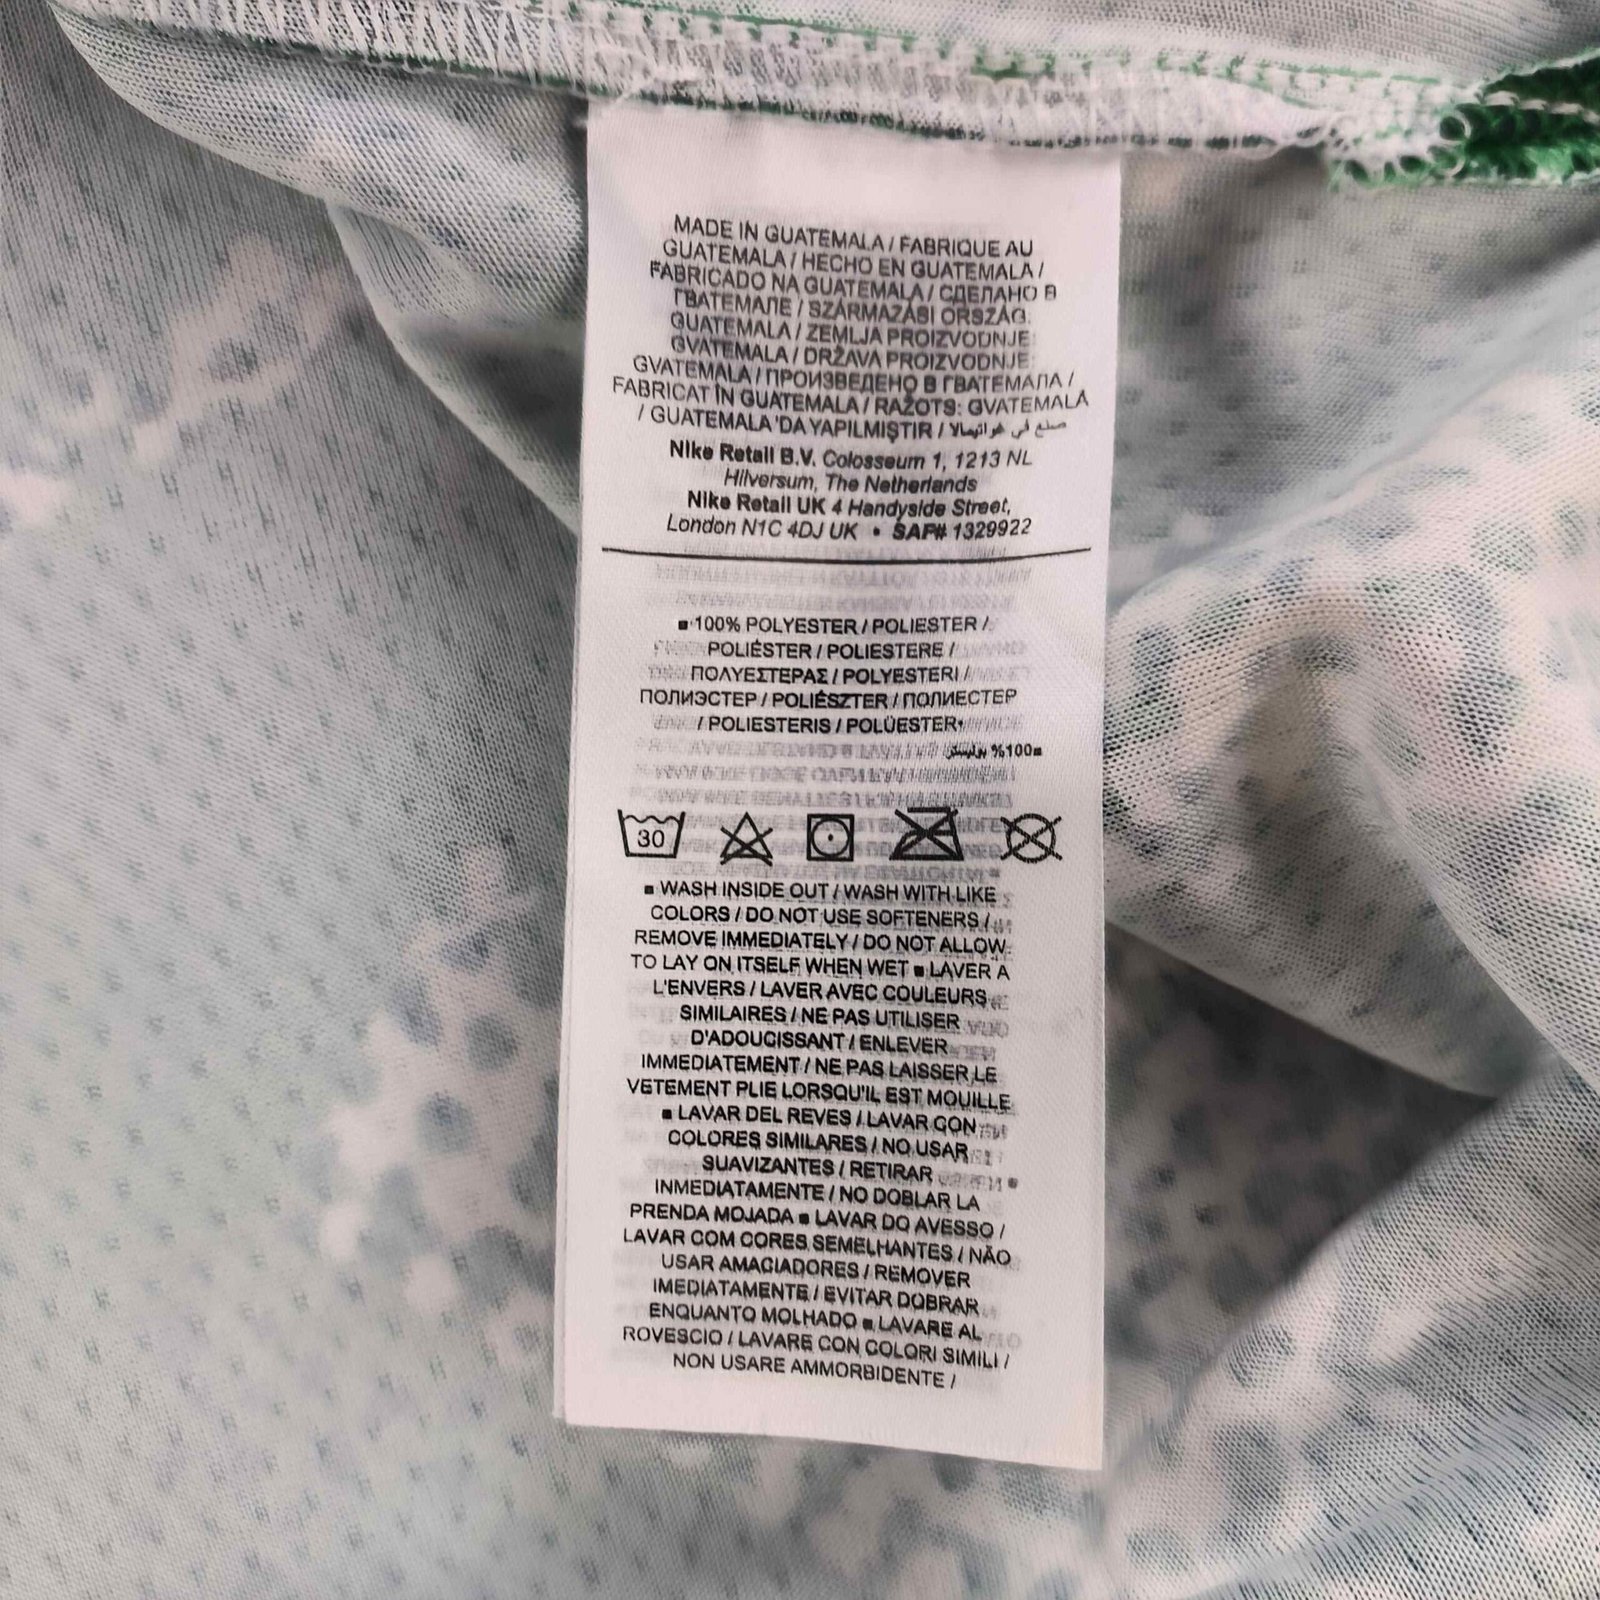 MADE IN GUATEMALA / FABRIQUE AU
GUATEMALA / HECHO EN GUATEMALA /
FABRICADO NA GUATEMALA / СДЕЛАНО В
ГВАТЕМАЛЕ / SZÁRMAZÁSI ORSZÁG:
GUATEMALA / ZEMLJA PROIZVODNJE:
GVATEMALA / DRŽAVA PROIZVODNJE:
GVATEMALA / ПРОИЗВЕДЕНО В ГВАТЕМАЛА /
FABRICAT ÎN GUATEMALA / RAŽOTS: GVATEMALĀ
/ GUATEMALA 'DA YAPILMIŞTIR / صنع في غواتيمالا
Nike Retail B.V. Colosseum 1, 1213 NL
Hilversum, The Netherlands
Nike Retail UK 4 Handyside Street,
London N1C 4DJ UK • SAP# 1329922
■ 100% POLYESTER / POLIESTER /
POLIÉSTER / POLIESTERE /
ΠΟΛΥΕΣΤΕΡΑΣ / POLYESTERI /
ПОЛИЭСТЕР / POLIÉSZTER / ПОЛИЕСТЕР
/ POLIESTERIS / POLÜESTER
■100% بوليستر
30
■ WASH INSIDE OUT / WASH WITH LIKE
COLORS / DO NOT USE SOFTENERS /
REMOVE IMMEDIATELY / DO NOT ALLOW
TO LAY ON ITSELF WHEN WET ■ LAVER A
L'ENVERS / LAVER AVEC COULEURS
SIMILAIRES / NE PAS UTILISER
D'ADOUCISSANT / ENLEVER
IMMEDIATEMENT / NE PAS LAISSER LE
VETEMENT PLIE LORSQU'IL EST MOUILLE
■ LAVAR DEL REVES / LAVAR CON
COLORES SIMILARES / NO USAR
SUAVIZANTES / RETIRAR
INMEDIATAMENTE / NO DOBLAR LA
PRENDA MOJADA ■ LAVAR DO AVESSO /
LAVAR COM CORES SEMELHANTES / NÃO
USAR AMACIADORES / REMOVER
IMEDIATAMENTE / EVITAR DOBRAR
ENQUANTO MOLHADO ■ LAVARE AL
ROVESCIO / LAVARE CON COLORI SIMILI /
NON USARE AMMORBIDENTE /